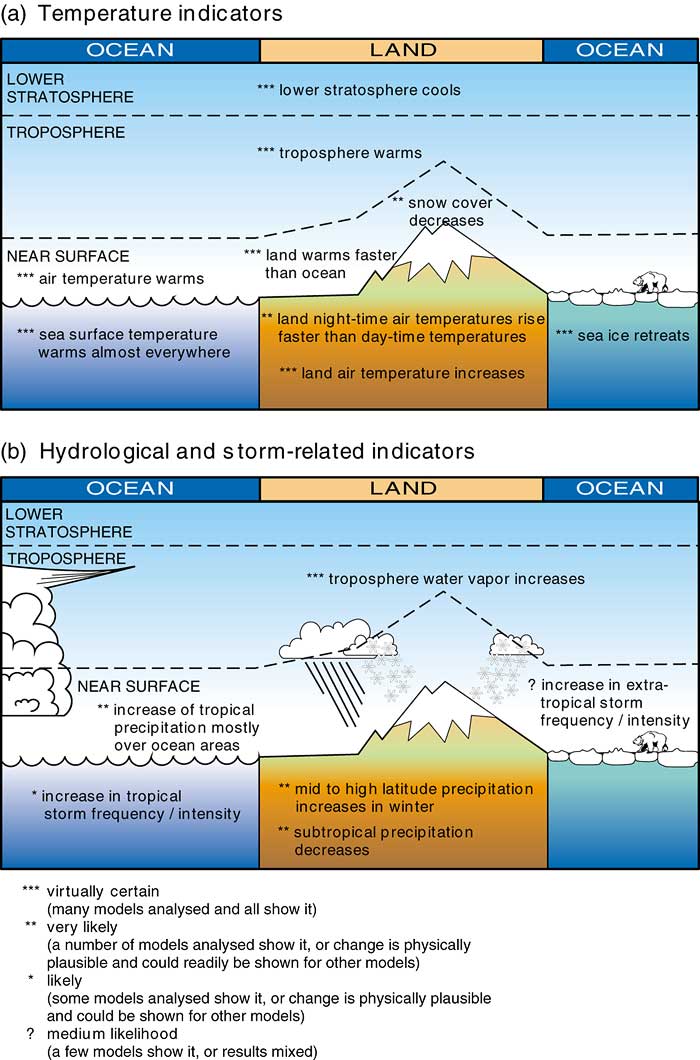 (a) Temperature indicators
OCEAN
LAND
OCEAN
LOWER
STRATOSPHERE
*** lower stratosphere cools
TROPOSPHERE
*** troposphere warms
** snow cover
decreases
NEAR SURFACE
*** air temperature warms
*** land warms faster
than ocean
*** sea surface temperature
warms almost everywhere
** land night-time air temperatures rise
faster than day-time temperatures
*** land air temperature increases
*** sea ice retreats
(b) Hydrological and storm-related indicators
OCEAN
LAND
OCEAN
LOWER
STRATOSPHERE
TROPOSPHERE
*** troposphere water vapor increases
NEAR SURFACE
** increase of tropical
precipitation mostly
over ocean areas
? increase in extra-
tropical storm
frequency / intensity
* increase in tropical
storm frequency / intensity
** mid to high latitude precipitation
increases in winter
** subtropical precipitation
decreases
*** virtually certain
(many models analysed and all show it)
** very likely
(a number of models analysed show it, or change is physically
plausible and could readily be shown for other models)
* likely
(some models analysed show it, or change is physically plausible
and could be shown for other models)
? medium likelihood
(a few models show it, or results mixed)